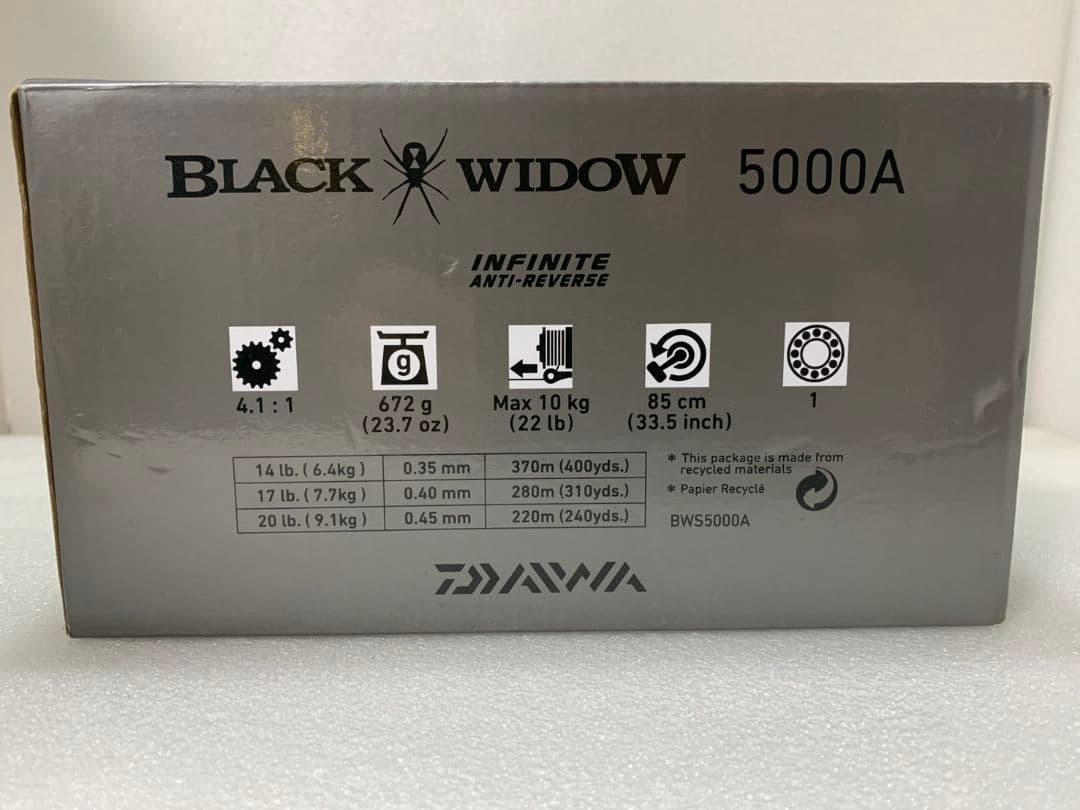 BLACK WIDOW 5000A
INFINITE
ANTI-REVERSE
g
4.1 : 1
672 g
(23.7 oz)
Max 10 kg
(22 lb)
85 cm
(33.5 inch)
1
14 lb. ( 6.4kg ) 0.35 mm 370m (400yds.)
17 lb. ( 7.7kg ) 0.40 mm 280m (310yds.)
20 lb. ( 9.1kg ) 0.45 mm 220m (240yds.)
* This package is made from
recycled materials
* Papier Recyclé
BWS5000A
DAIWA